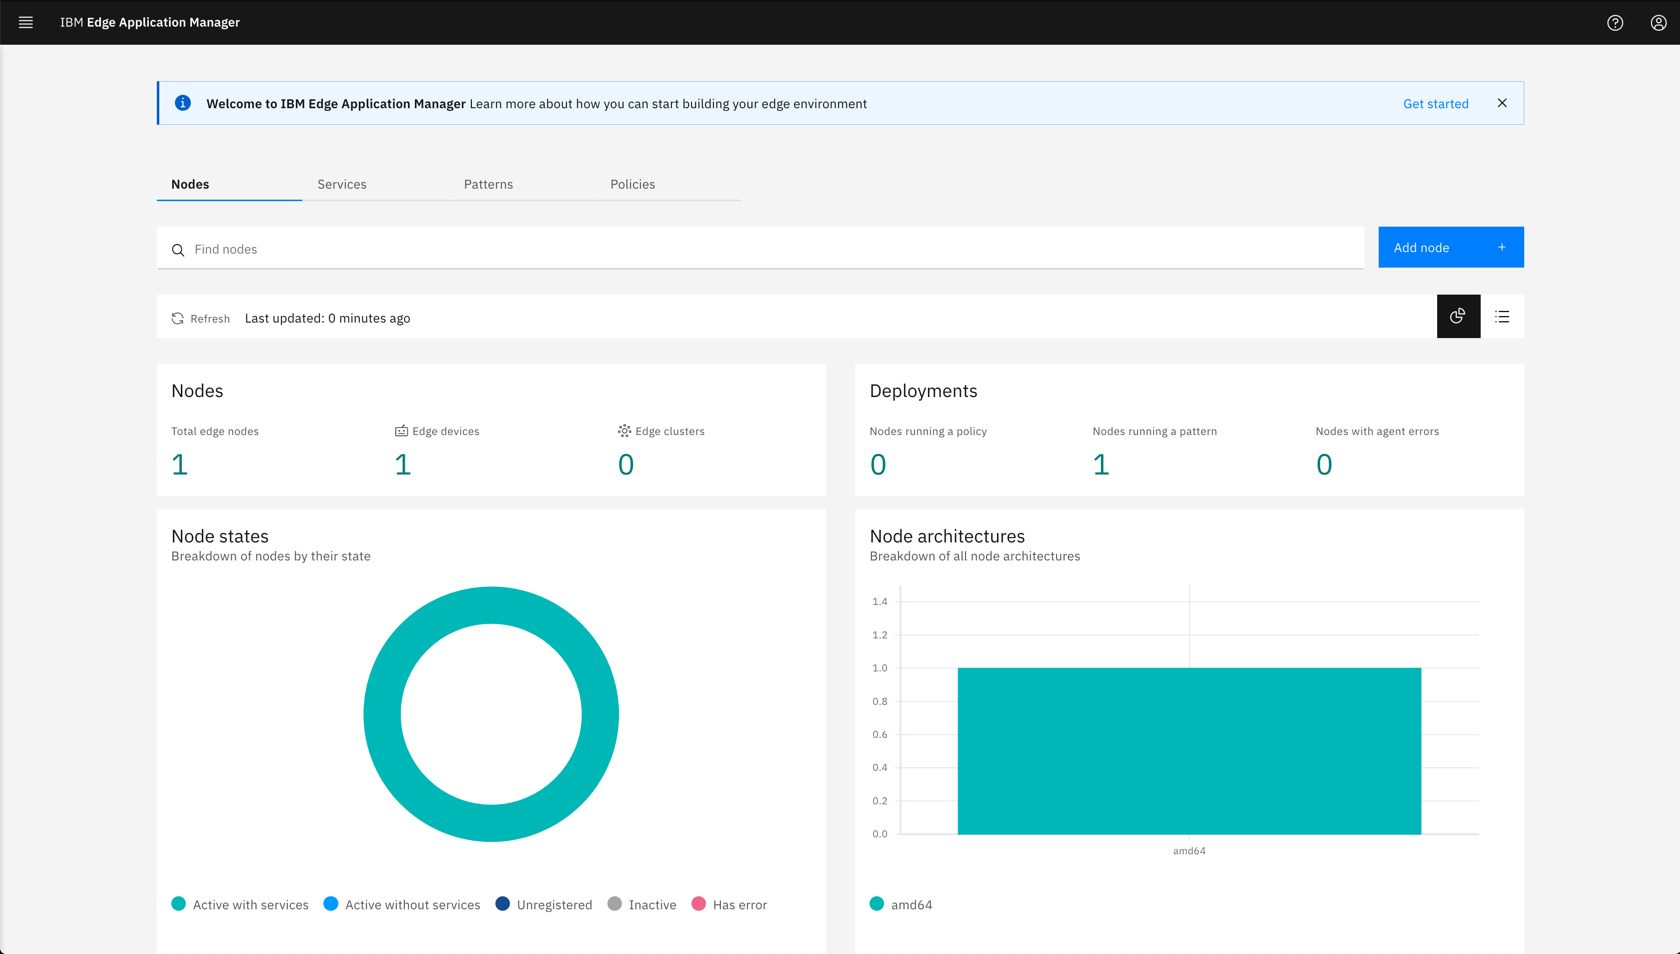 IBM Edge Application Manager
Welcome to IBM Edge Application Manager Learn more about how you can start building your edge environment
Get started
Nodes
Services
Patterns
Policies
Find nodes
Add node +
Refresh
Last updated: 0 minutes ago
Nodes
Total edge nodes
1
Edge devices
1
Edge clusters
0
Deployments
Nodes running a policy
0
Nodes running a pattern
1
Nodes with agent errors
0
Node states
Breakdown of nodes by their state
Active with services
Active without services
Unregistered
Inactive
Has error
Node architectures
Breakdown of all node architectures
1.4
1.2
1.0
0.8
0.6
0.4
0.2
0.0
amd64
amd64